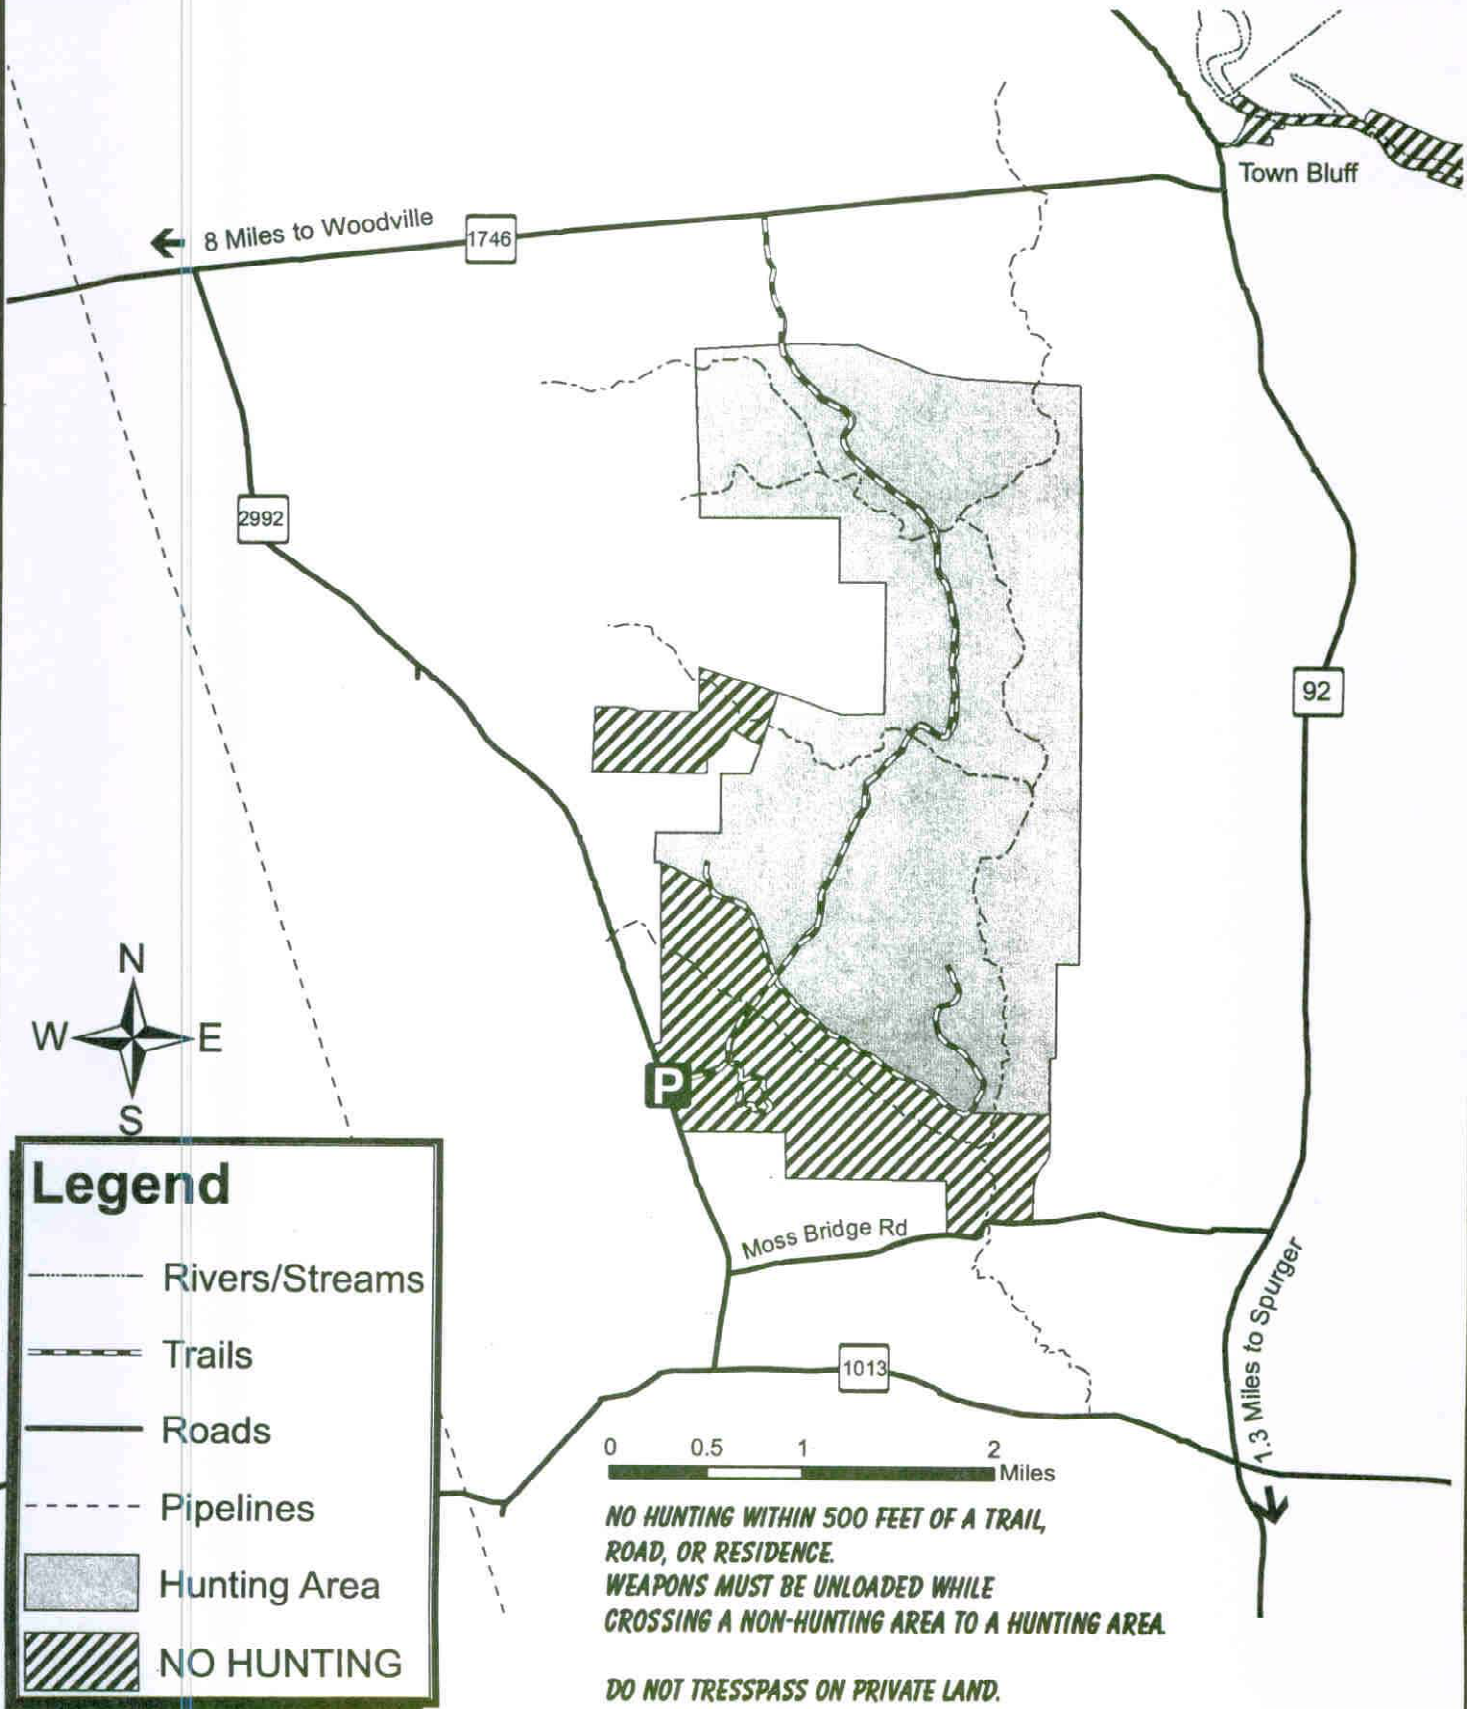 Town Bluff
8 Miles to Woodville
1746
2992
92
N
W E
S
P
Moss Bridge Rd
1.3 Miles to Spurger
1013
Legend
Rivers/Streams
Trails
Roads
Pipelines
Hunting Area
NO HUNTING
0 0.5 1 2
Miles
NO HUNTING WITHIN 500 FEET OF A TRAIL,
ROAD, OR RESIDENCE.
WEAPONS MUST BE UNLOADED WHILE
CROSSING A NON-HUNTING AREA TO A HUNTING AREA.
DO NOT TRESSPASS ON PRIVATE LAND.